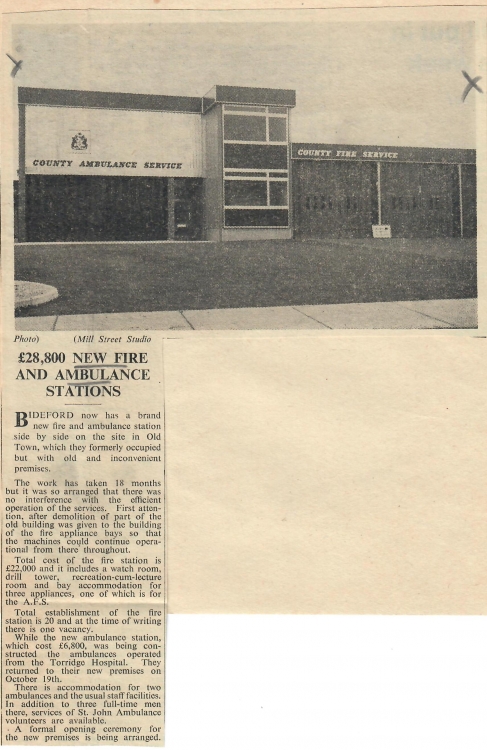 COUNTY AMBULANCE SERVICE
COUNTY FIRE SERVICE
Photo) (Mill Street Studio
£28,800 NEW FIRE
AND AMBULANCE
STATIONS
BIDEFORD now has a brand
new fire and ambulance station
side by side on the site in Old
Town, which they formerly occupied
but with old and inconvenient
premises.
The work has taken 18 months
but it was so arranged that there was
no interference with the efficient
operation of the services. First atten-
tion, after demolition of part of the
old building was given to the building
of the fire appliance bays so that
the machines could continue opera-
tional from there throughout.
Total cost of the fire station is
£22,000 and it includes a watch room,
drill tower, recreation-cum-lecture
room and bay accommodation for
three appliances, one of which is for
the A.F.S.
Total establishment of the fire
station is 20 and at the time of writing
there is one vacancy.
While the new ambulance station,
which cost £6,800, was being con-
structed the ambulances operated
from the Torridge Hospital. They
returned to their new premises on
October 19th.
There is accommodation for two
ambulances and the usual staff facilities.
In addition to three full-time men
there, services of St. John Ambulance
volunteers are available.
A formal opening ceremony for
the new premises is being arranged.